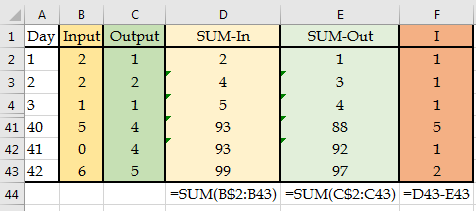 A B C D E F
1 Day Input Output SUM-In SUM-Out I
2 1 2 1 2 1 1
3 2 2 2 4 3 1
4 3 1 1 5 4 1
41 40 5 4 93 88 5
42 41 0 4 93 92 1
43 42 6 5 99 97 2
44 =SUM(B$2:B43) =SUM(C$2:C43) =D43-E43